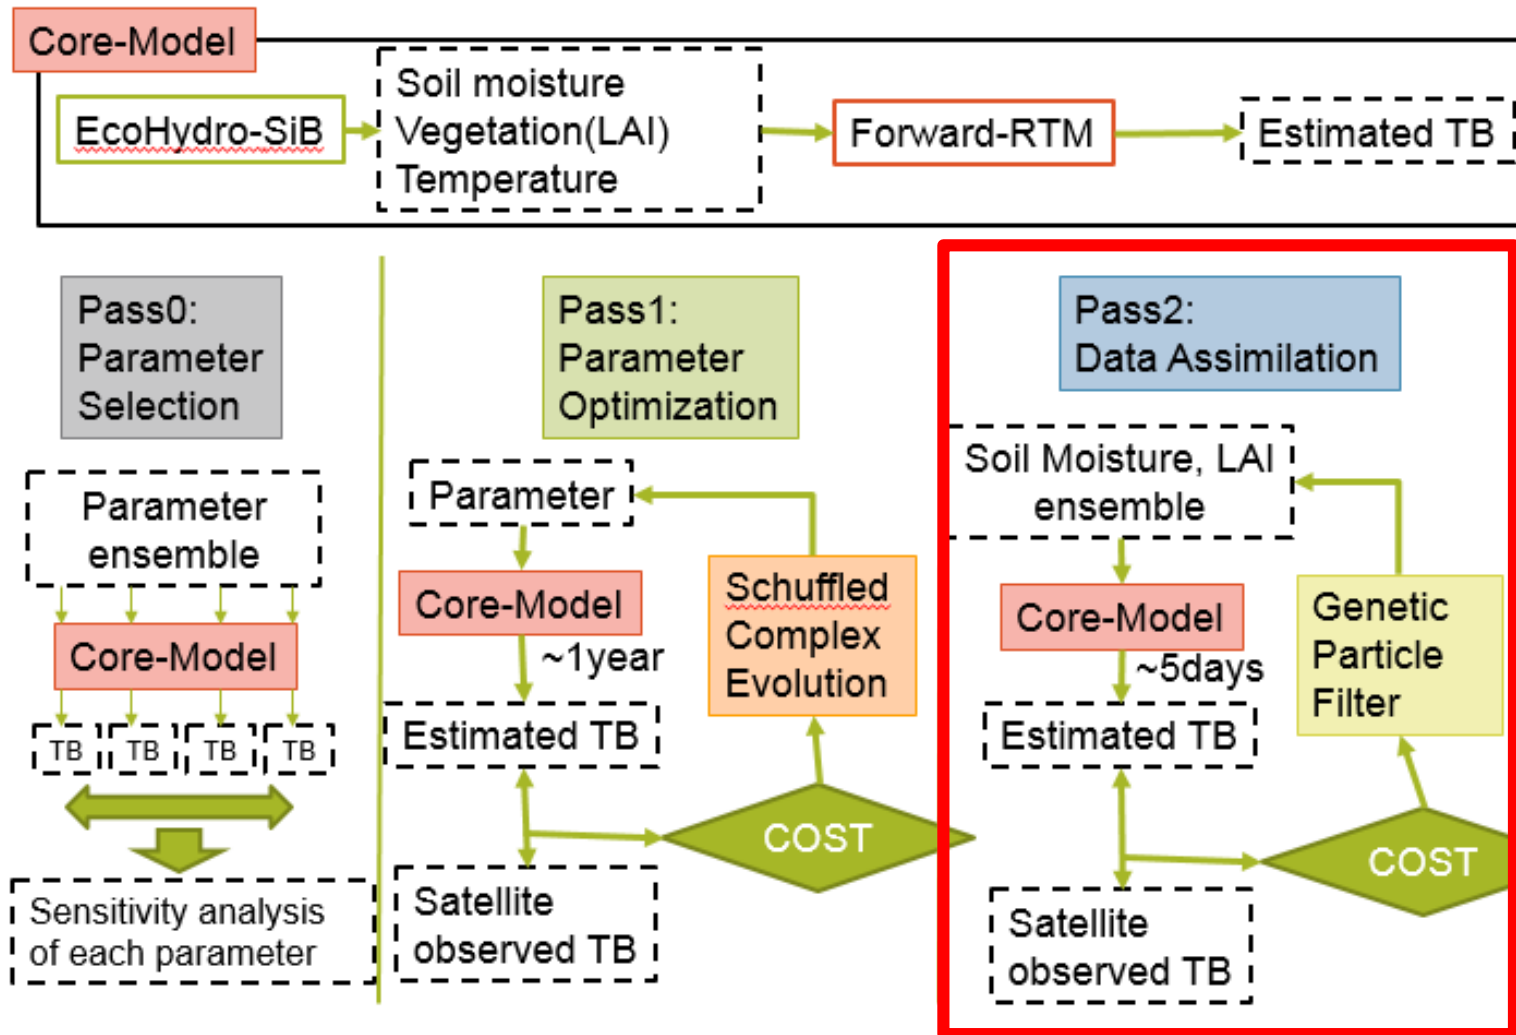 Core-Model
EcoHydro-SiB
Soil moisture
Vegetation(LAI)
Temperature
Forward-RTM
Estimated TB
Pass0:
Parameter
Selection
Parameter
ensemble
Core-Model
TB TB TB TB
Sensitivity analysis
of each parameter
Pass1:
Parameter
Optimization
Parameter
Core-Model
~1year
Schuffled
Complex
Evolution
Estimated TB
COST
Satellite
observed TB
Pass2:
Data Assimilation
Soil Moisture, LAI
ensemble
Core-Model
~5days
Genetic
Particle
Filter
Estimated TB
COST
Satellite
observed TB